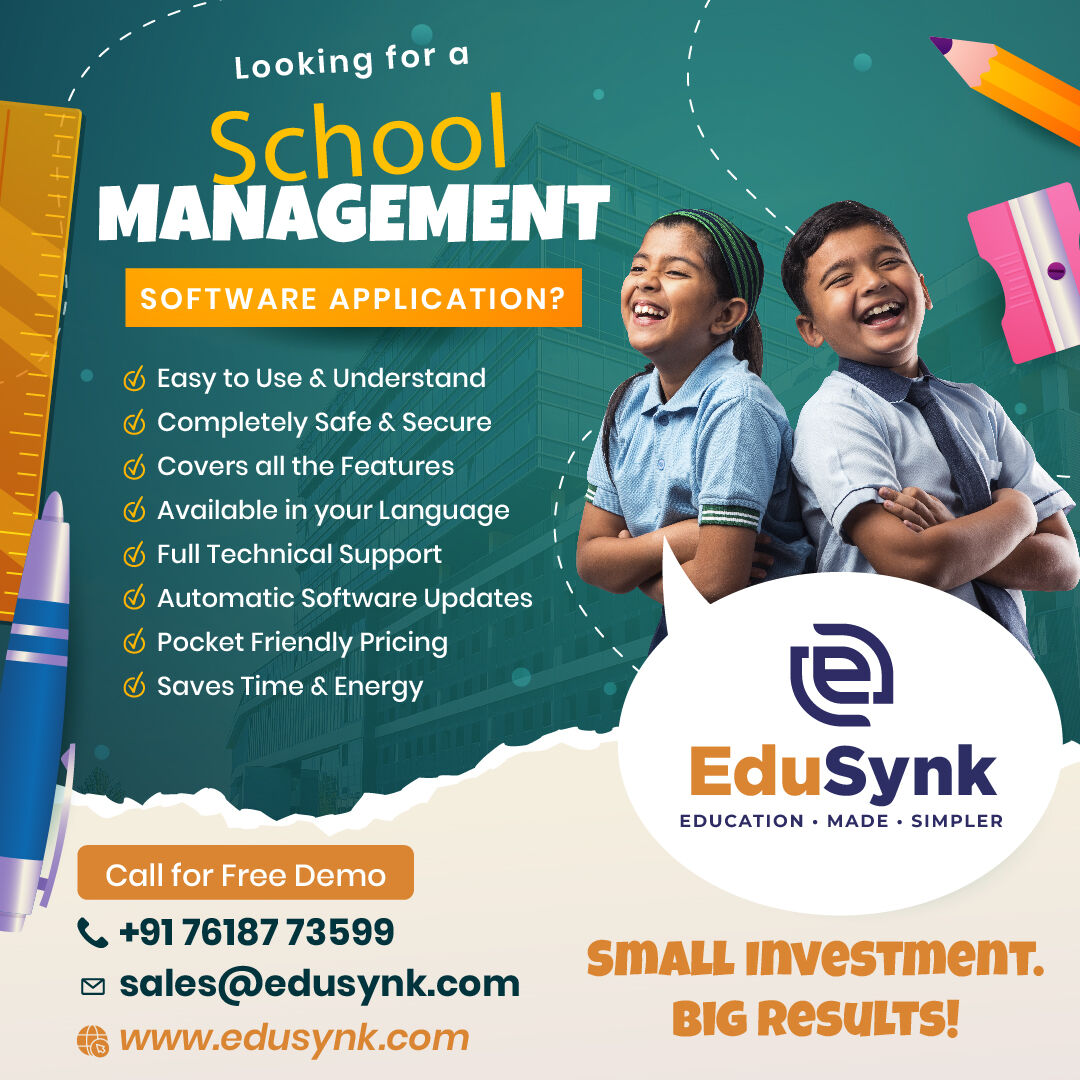 Looking for a
School
MANAGEMENT
SOFTWARE APPLICATION?
Easy to Use & Understand
Completely Safe & Secure
Covers all the Features
Available in your Language
Full Technical Support
Automatic Software Updates
Pocket Friendly Pricing
Saves Time & Energy
e
EduSynk
EDUCATION • MADE • SIMPLER
Call for Free Demo
+91 76187 73599
sales@edusynk.com
www.edusynk.com
SMALL INVESTMENT.
BIG RESULTS!